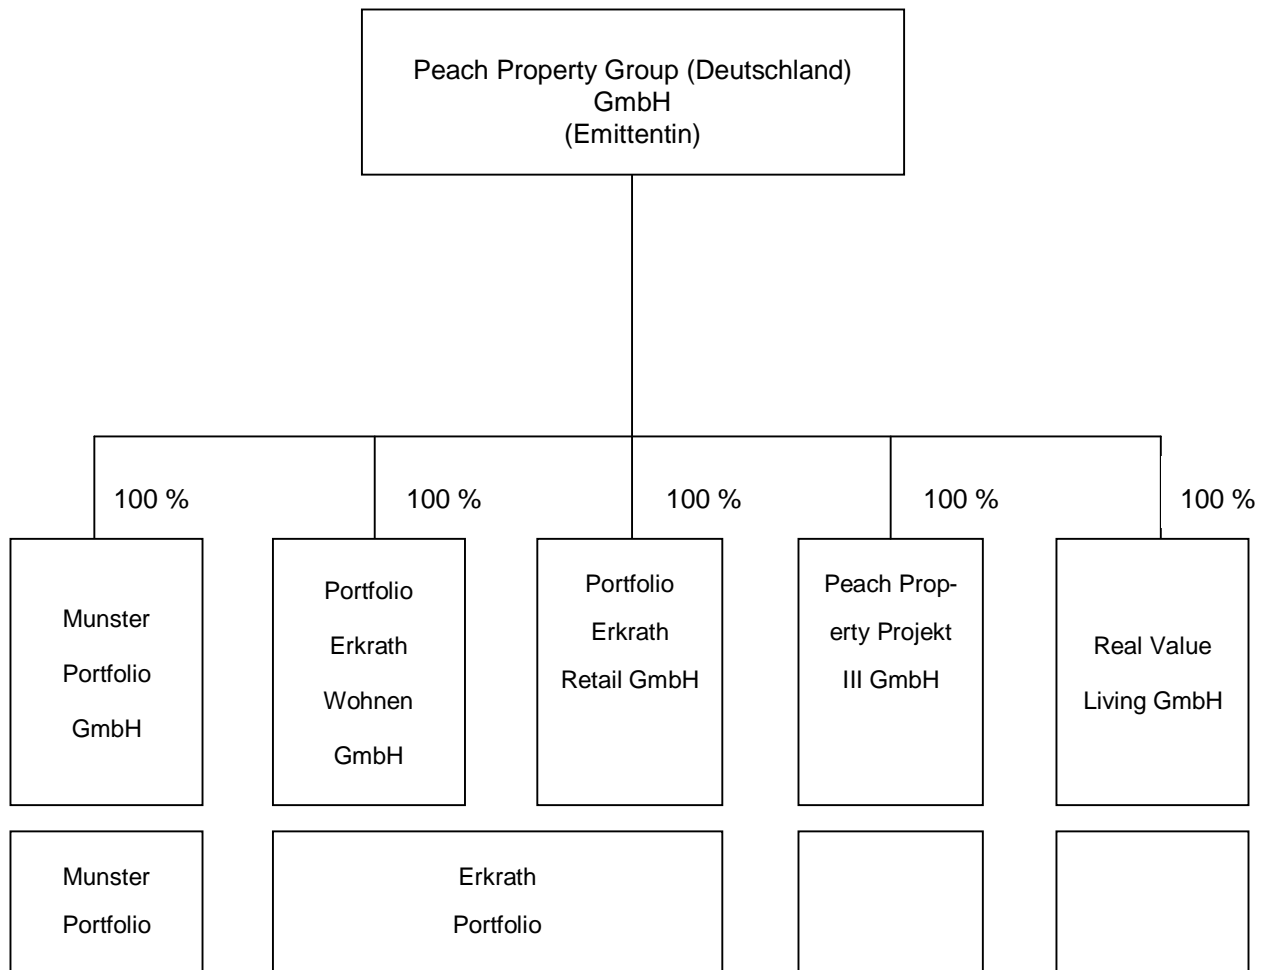 Peach Property Group (Deutschland)
GmbH
(Emittentin)
100 %
100 %
100 %
100 %
100 %
Munster
Portfolio
GmbH
Portfolio
Erkrath
Wohnen
GmbH
Portfolio
Erkrath
Retail GmbH
Peach Prop-
erty Projekt
III GmbH
Real Value
Living GmbH
Munster
Portfolio
Erkrath
Portfolio